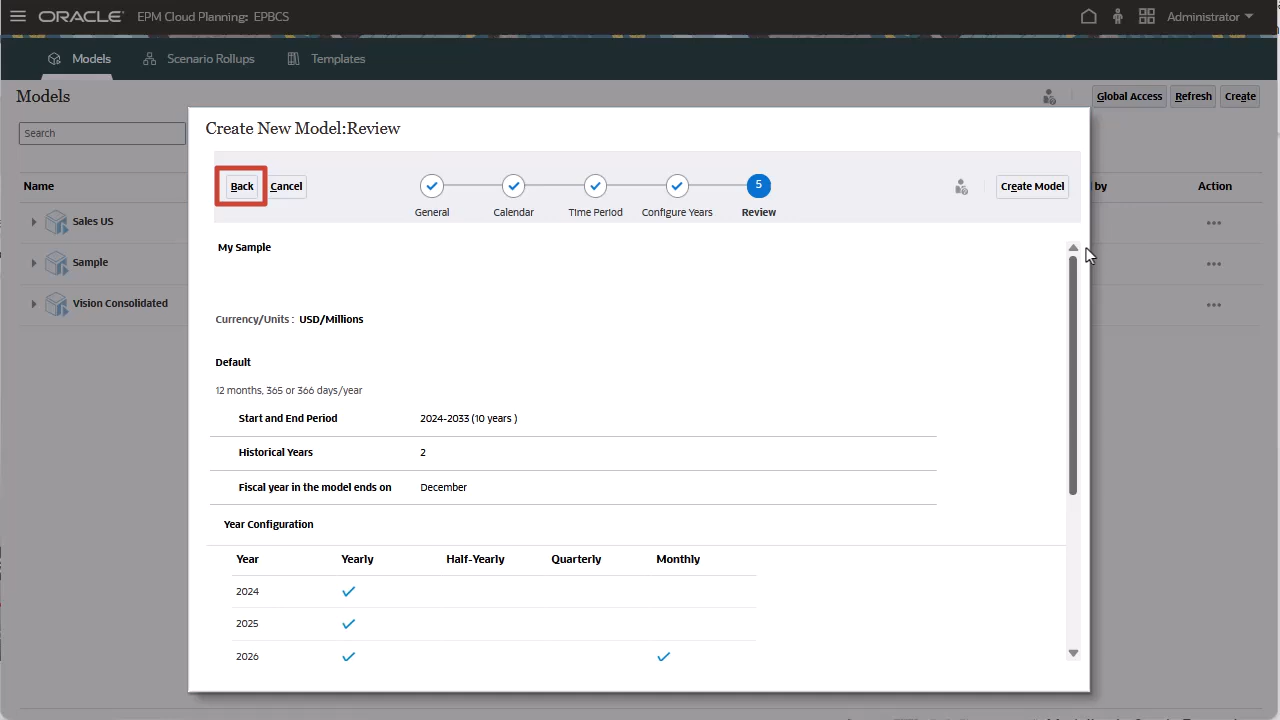 ORACLE EPM Cloud Planning: EPBCS Administrator
Models Scenario Rollups Templates
Models Global Access Refresh Create
Search
Create New Model:Review
Name by Action
Back Cancel 5 Create Model
General Calendar Time Period Configure Years Review
Sales US
My Sample
Sample
Vision Consolidated
Currency/Units : USD/Millions
Default
12 months, 365 or 366 days/year
Start and End Period 2024-2033 (10 years )
Historical Years 2
Fiscal year in the model ends on December
Year Configuration
Year Yearly Half-Yearly Quarterly Monthly
2024
2025
2026